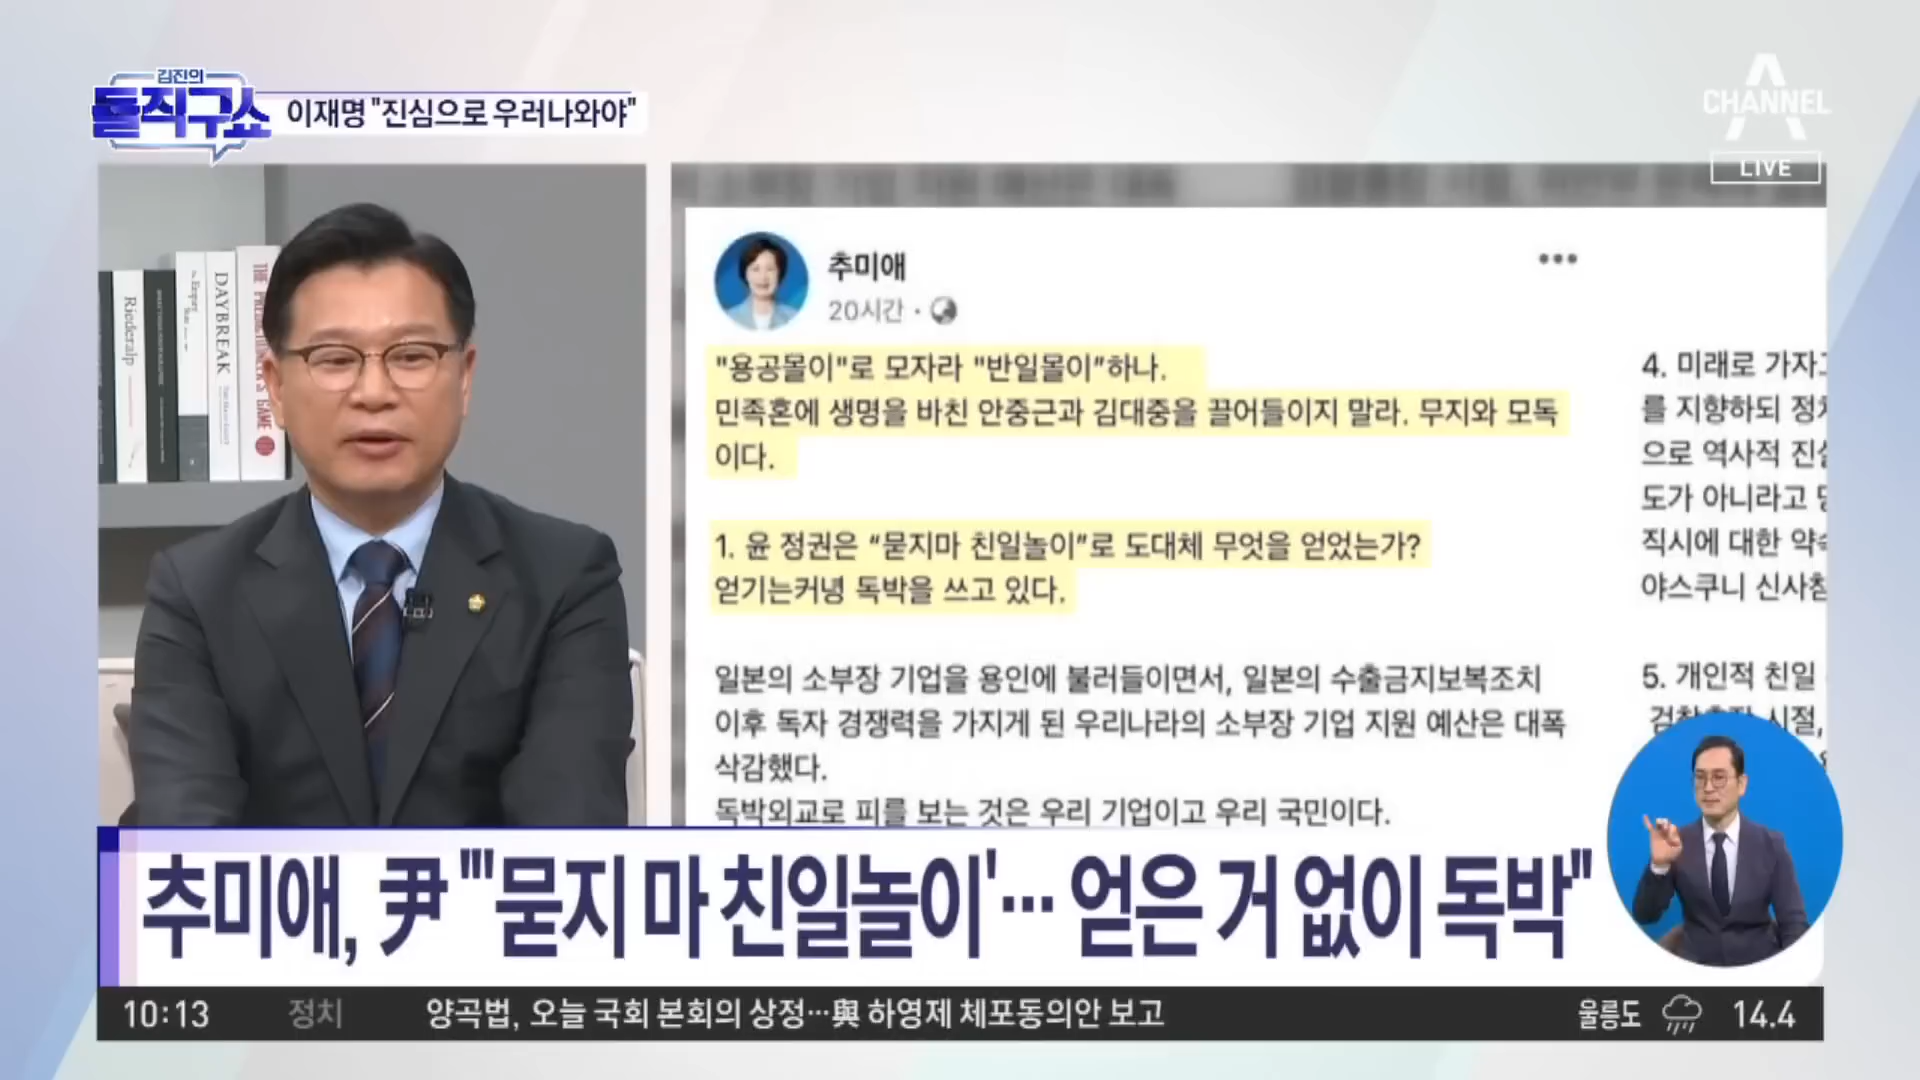 김진의
돌직구쇼
이재명 "진심으로 우러나와야"
CHANNEL A
LIVE
Riederalp
DAYBREAK
추미애
20시간
"용공몰이"로 모자라 "반일몰이"하나.
민족혼에 생명을 바친 안중근과 김대중을 끌어들이지 말라. 무지와 모독
이다.
1. 윤 정권은 “묻지마 친일놀이”로 도대체 무엇을 얻었는가?
얻기는커녕 독박을 쓰고 있다.
일본의 소부장 기업을 용인에 불러들이면서, 일본의 수출금지보복조치
이후 독자 경쟁력을 가지게 된 우리나라의 소부장 기업 지원 예산은 대폭
삭감했다.
독박외교로 피를 보는 것은 우리 기업이고 우리 국민이다.
4. 미래로 가자고
를 지향하되 정치
으로 역사적 진실
도가 아니라고
직시에 대한 약속
야스쿠니 신사참
5. 개인적 친일
검찰총장 시절,
추미애, 尹 "'묻지 마 친일놀이'… 얻은 거 없이 독박"
10:13 정치 양곡법, 오늘 국회 본회의 상정…與 하영제 체포동의안 보고
울릉도 14.4